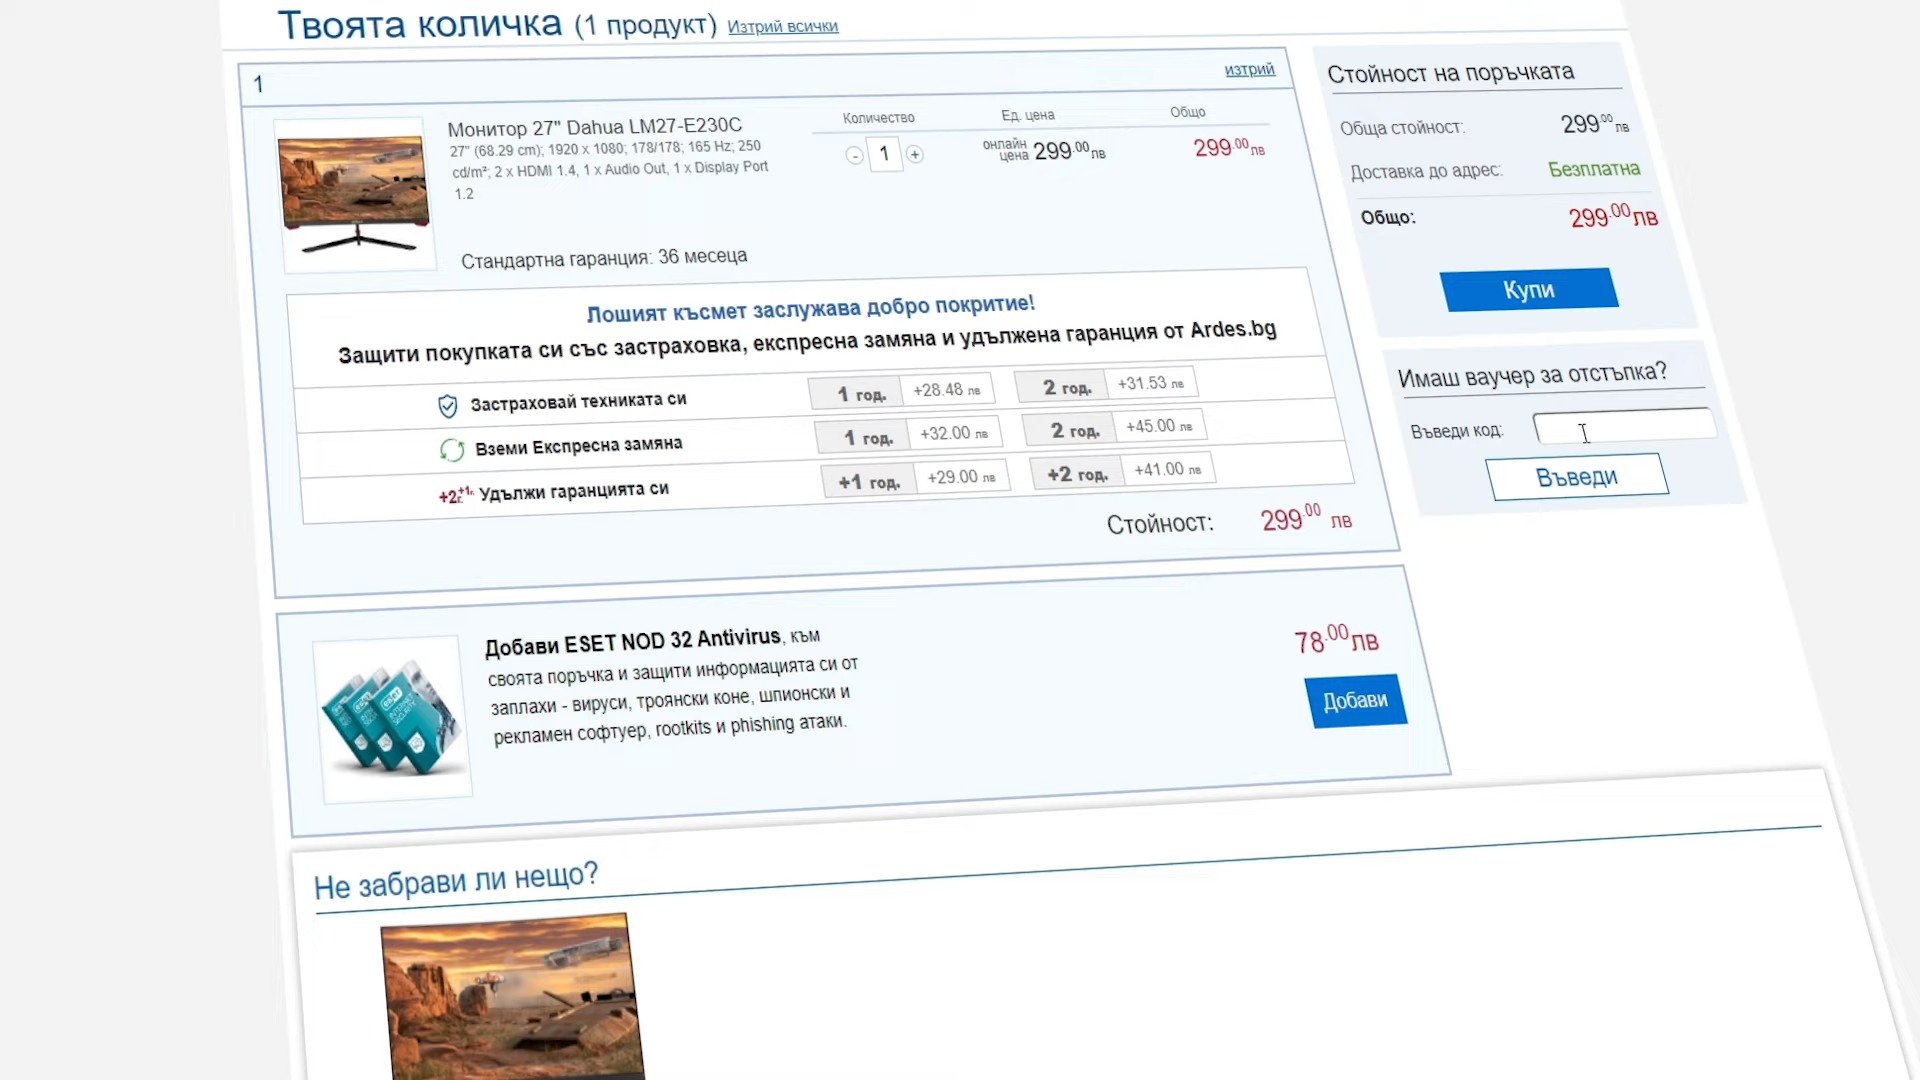 Твоята количка (1 продукт) Изтрий всички
1 изтрий
Монитор 27" Dahua LM27-E230C
27" (68.29 cm); 1920 x 1080; 178/178; 165 Hz; 250
cd/m²; 2 x HDMI 1.4, 1 x Audio Out, 1 x Display Port
1.2
Стандартна гаранция: 36 месеца
Количество Ед. цена Общо
- 1 + онлайн цена 299.00 лв 299.00 лв
Лошият късмет заслужава добро покритие!
Защити покупката си със застраховка, експресна замяна и удължена гаранция от Ardes.bg
Застраховай техниката си 1 год. +28.48 лв 2 год. +31.53 лв
Вземи Експресна замяна 1 год. +32.00 лв 2 год. +45.00 лв
+2г. +1г. Удължи гаранцията си +1 год. +29.00 лв +2 год. +41.00 лв
Стойност: 299.00 лв
Добави ESET NOD 32 Antivirus, към
своята поръчка и защити информацията си от
заплахи - вируси, троянски коне, шпионски и
рекламен софтуер, rootkits и phishing атаки.
78.00 лв
Добави
Не забрави ли нещо?
Стойност на поръчката
Обща стойност: 299.00 лв
Доставка до адрес: Безплатна
Общо: 299.00 лв
Купи
Имаш ваучер за отстъпка?
Въведи код:
Въведи
eset
INTERNET
SECURITY